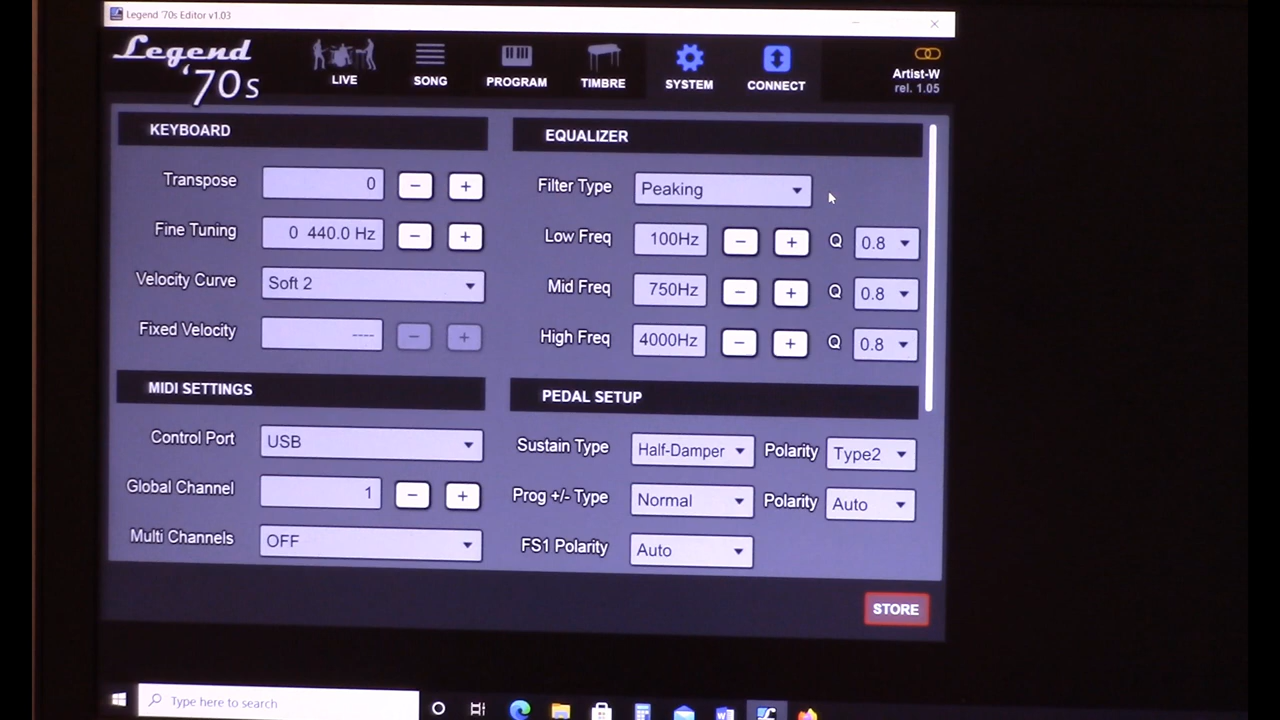 Legend '70s Editor v1.03
Legend '70s
LIVE
SONG
PROGRAM
TIMBRE
SYSTEM
CONNECT
Artist-W
rel. 1.05
KEYBOARD
Transpose 0 − +
Fine Tuning 0 440.0 Hz − +
Velocity Curve Soft 2
Fixed Velocity ---- − +
MIDI SETTINGS
Control Port USB
Global Channel 1 − +
Multi Channels OFF
EQUALIZER
Filter Type Peaking
Low Freq 100Hz − + Q 0.8
Mid Freq 750Hz − + Q 0.8
High Freq 4000Hz − + Q 0.8
PEDAL SETUP
Sustain Type Half-Damper Polarity Type2
Prog +/- Type Normal Polarity Auto
FS1 Polarity Auto
STORE
Type here to search